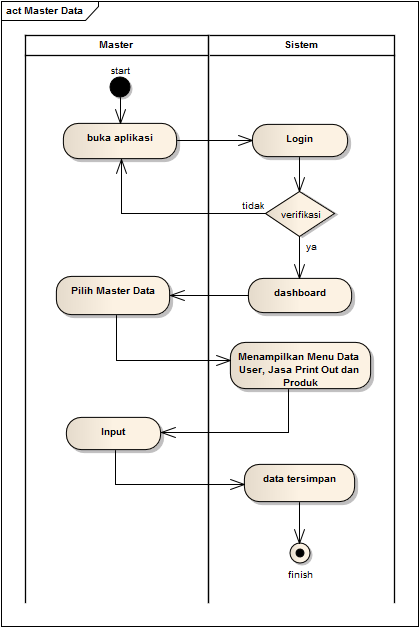 act Master Data
Master
Sistem
start
buka aplikasi
Login
tidak
verifikasi
ya
Pilih Master Data
dashboard
Menampilkan Menu Data
User, Jasa Print Out dan
Produk
Input
data tersimpan
finish